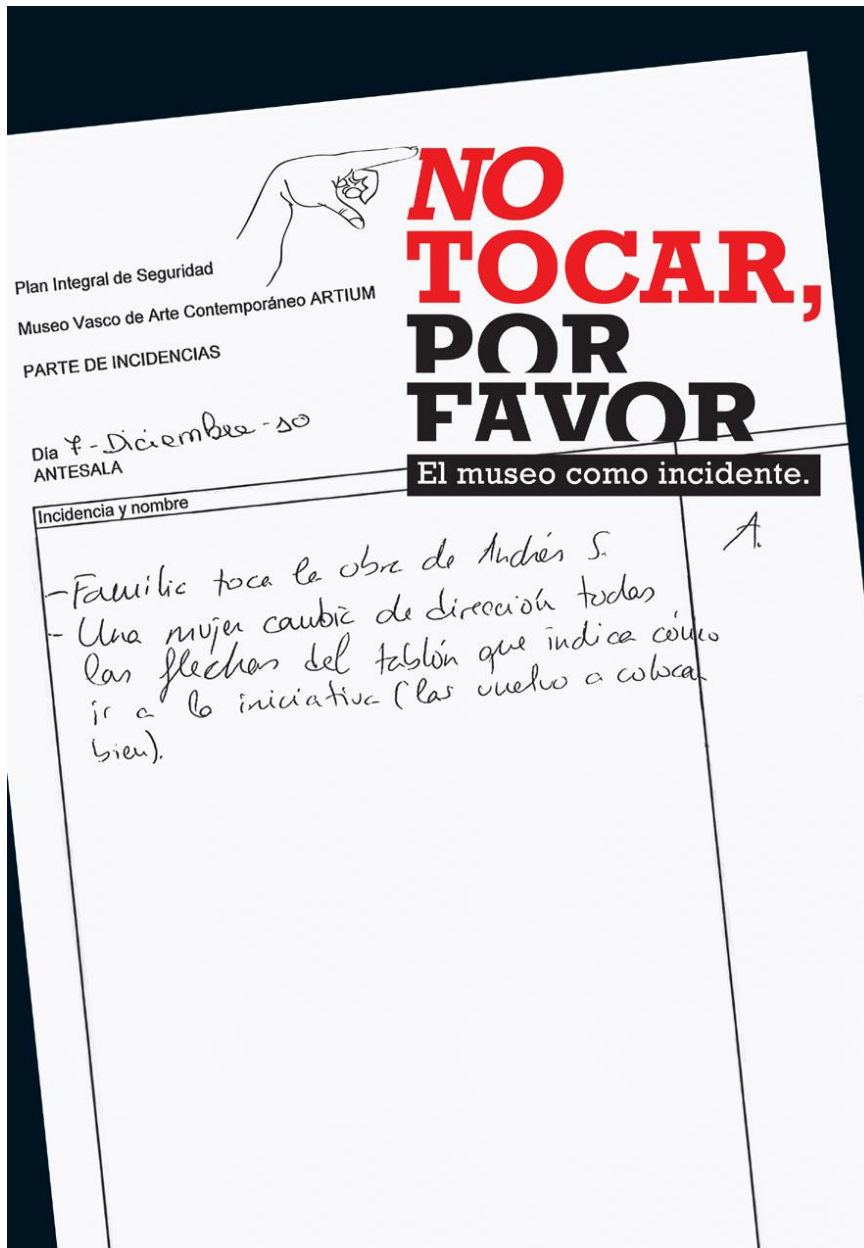 NO
TOCAR,
POR
FAVOR
El museo como incidente.
Plan Integral de Seguridad
Museo Vasco de Arte Contemporáneo ARTIUM
PARTE DE INCIDENCIAS
Día 7-Diciembre-10
ANTESALA
Incidencia y nombre
A.
-Familia toca la obra de Andrés S.
- Una mujer cambia de dirección todas
las flechas del tablón que indica cómo
ir a la iniciativa (las vuelvo a colocar
bien).